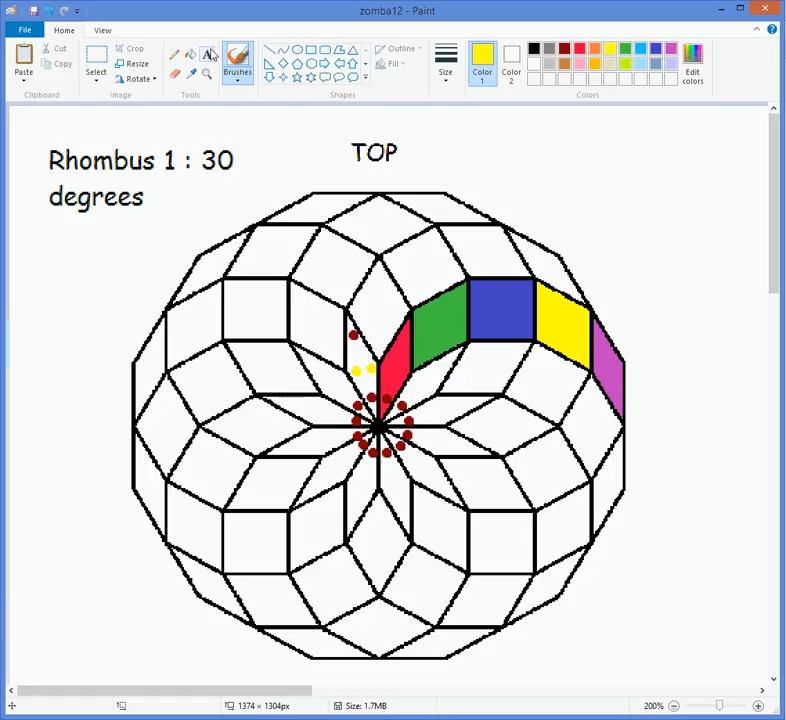 zomba12 - Paint
File
Home
View
Paste
Cut
Copy
Clipboard
Select
Crop
Resize
Rotate
Image
A
Tools
Brushes
Shapes
Outline
Fill
Size
Color 1
Color 2
Colors
Edit colors
TOP
Rhombus 1 : 30
degrees
1374 × 1304px
Size: 1.7MB
200%